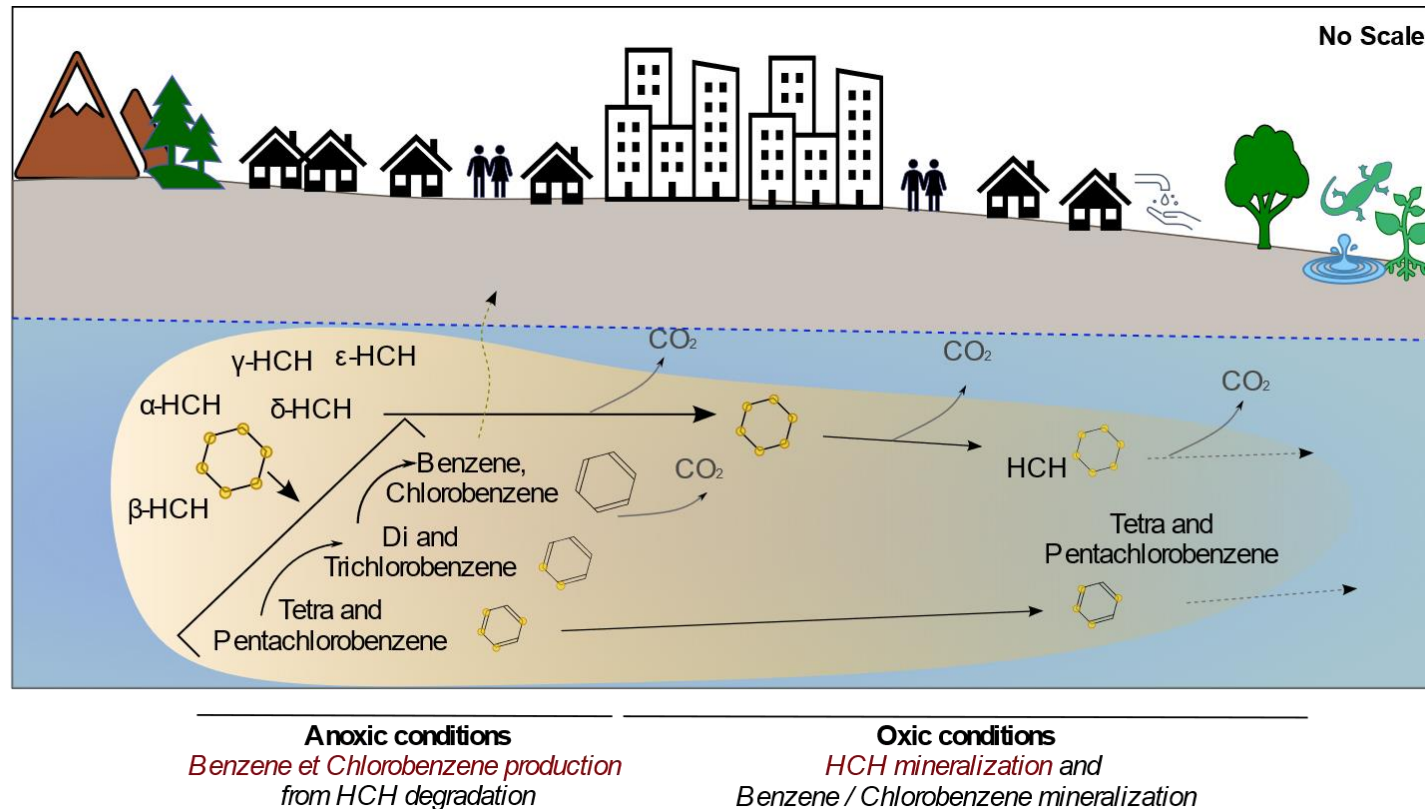 No Scale
γ-HCH
ε-HCH
α-HCH
δ-HCH
β-HCH
CO₂
CO₂
CO₂
CO₂
Benzene,
Chlorobenzene
Di and
Trichlorobenzene
Tetra and
Pentachlorobenzene
HCH
Tetra and
Pentachlorobenzene
Anoxic conditions
Benzene et Chlorobenzene production
from HCH degradation
Oxic conditions
HCH mineralization and
Benzene / Chlorobenzene mineralization